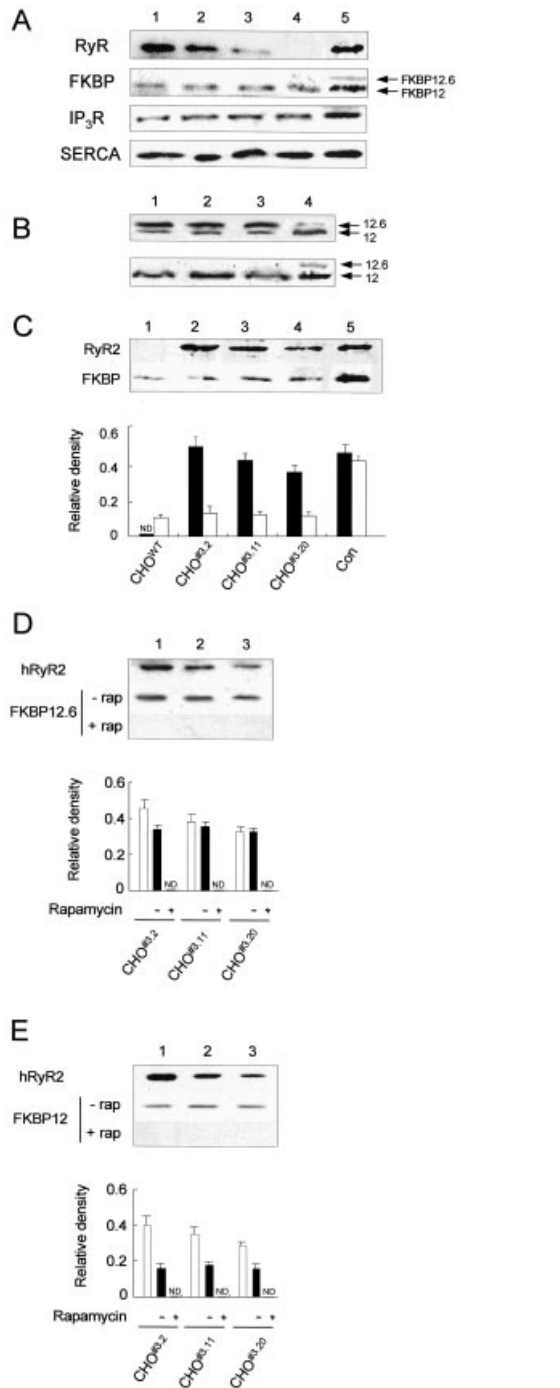 A
1 2 3 4 5
RyR
FKBP
FKBP12.6
FKBP12
IP3R
SERCA
B
1 2 3 4
12.6
12
12.6
12
C
1 2 3 4 5
RyR2
FKBP
Relative density
0.6
0.4
0.2
0
ND
CHOWT CHO#3.2 CHO#3.11 CHO#3.20 Con
D
1 2 3
hRyR2
FKBP12.6
- rap
+ rap
Relative density
0.6
0.4
0.2
0
ND ND ND
Rapamycin - + - + - +
CHO#3.2 CHO#3.11 CHO#3.20
E
1 2 3
hRyR2
FKBP12
- rap
+ rap
Relative density
0.6
0.4
0.2
0
ND ND ND
Rapamycin - + - + - +
CHO#3.2 CHO#3.11 CHO#3.20